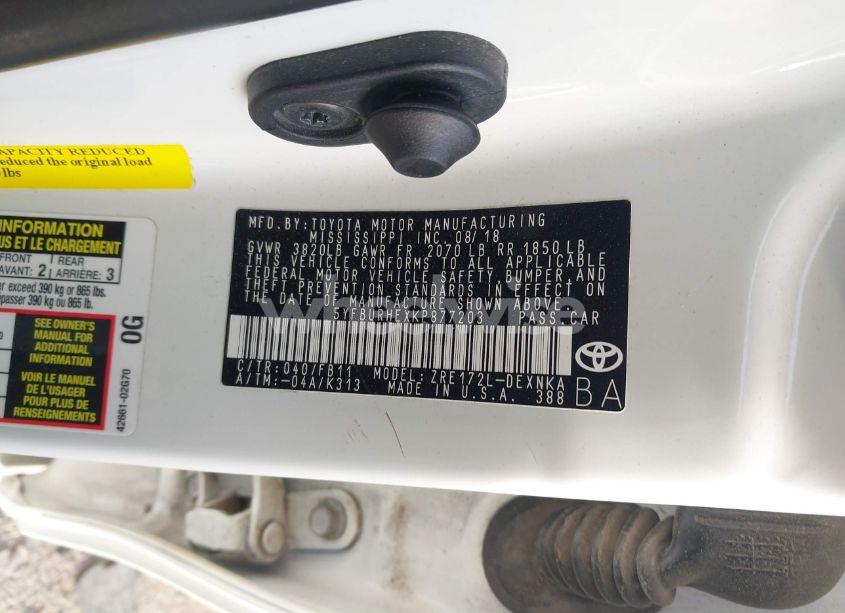 CAPACITY REDUCED
reduced the original load
lbs
INFORMATION
US ET LE CHARGEMENT
FRONT
AVANT: 2
REAR
ARRIÈRE: 3
exceed 390 kg or 865 lbs.
390 kg ou 865 lb.
SEE OWNER'S
MANUAL FOR
ADDITIONAL
INFORMATION
VOIR LE MANUEL
DE L'USAGER
POUR PLUS DE
RENSEIGNEMENTS
0G
42661-02G70
MFD.BY:TOYOTA MOTOR MANUFACTURING
MISSISSIPPI,INC. 08/18
GVWR 3820LB GAWR FR 2070 LB RR 1850 LB
THIS VEHICLE CONFORMS TO ALL APPLICABLE
FEDERAL MOTOR VEHICLE SAFETY, BUMPER, AND
THEFT PREVENTION STANDARDS IN EFFECT ON
THE DATE OF MANUFACTURE SHOWN ABOVE.
5YFBURHEXKP877203 PASS.CAR
C/TR:040/FB11 MODEL:ZRE172L-DEXNKA
A/TM:-04A/K313 MADE IN U.S.A. 388
BA